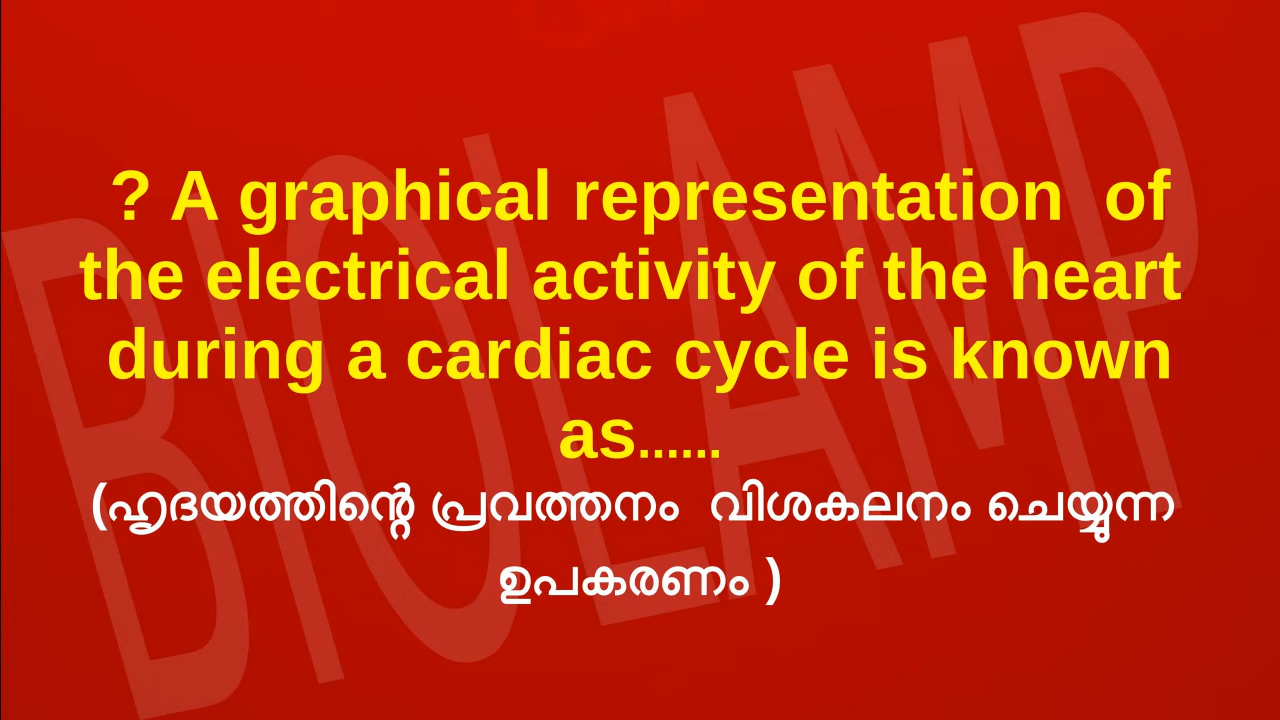 ? A graphical representation of
the electrical activity of the heart
during a cardiac cycle is known
as......
(ഹൃദയത്തിന്റെ പ്രവത്തനം വിശകലനം ചെയ്യുന്ന
ഉപകരണം )
BIOLAMP